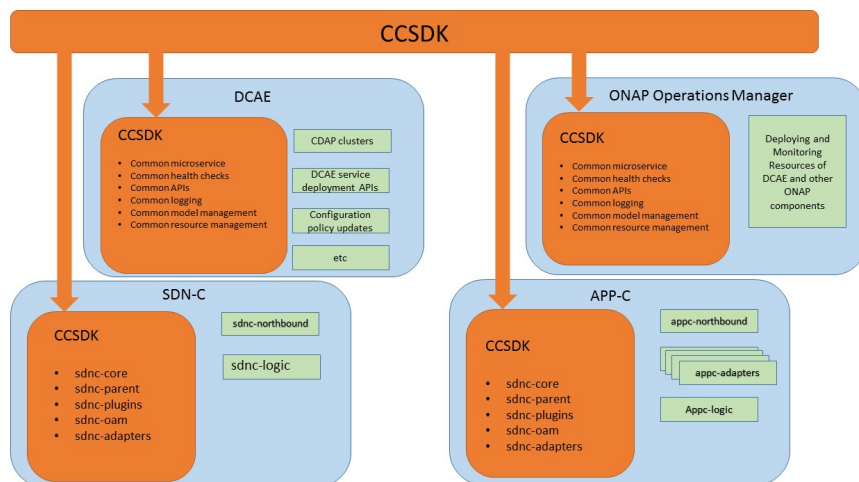 CCSDK
DCAE
CCSDK
• Common microservice
• Common health checks
• Common APIs
• Common logging
• Common model management
• Common resource management
CDAP clusters
DCAE service
deployment APIs
Configuration
policy updates
etc
ONAP Operations Manager
CCSDK
• Common microservice
• Common health checks
• Common APIs
• Common logging
• Common model management
• Common resource management
Deploying and
Monitoring
Resources of
DCAE and other
ONAP
components
SDN-C
CCSDK
• sdnc-core
• sdnc-parent
• sdnc-plugins
• sdnc-oam
• sdnc-adapters
sdnc-northbound
sdnc-logic
APP-C
CCSDK
• sdnc-core
• sdnc-parent
• sdnc-plugins
• sdnc-oam
• sdnc-adapters
appc-northbound
appc-adapters
Appc-logic